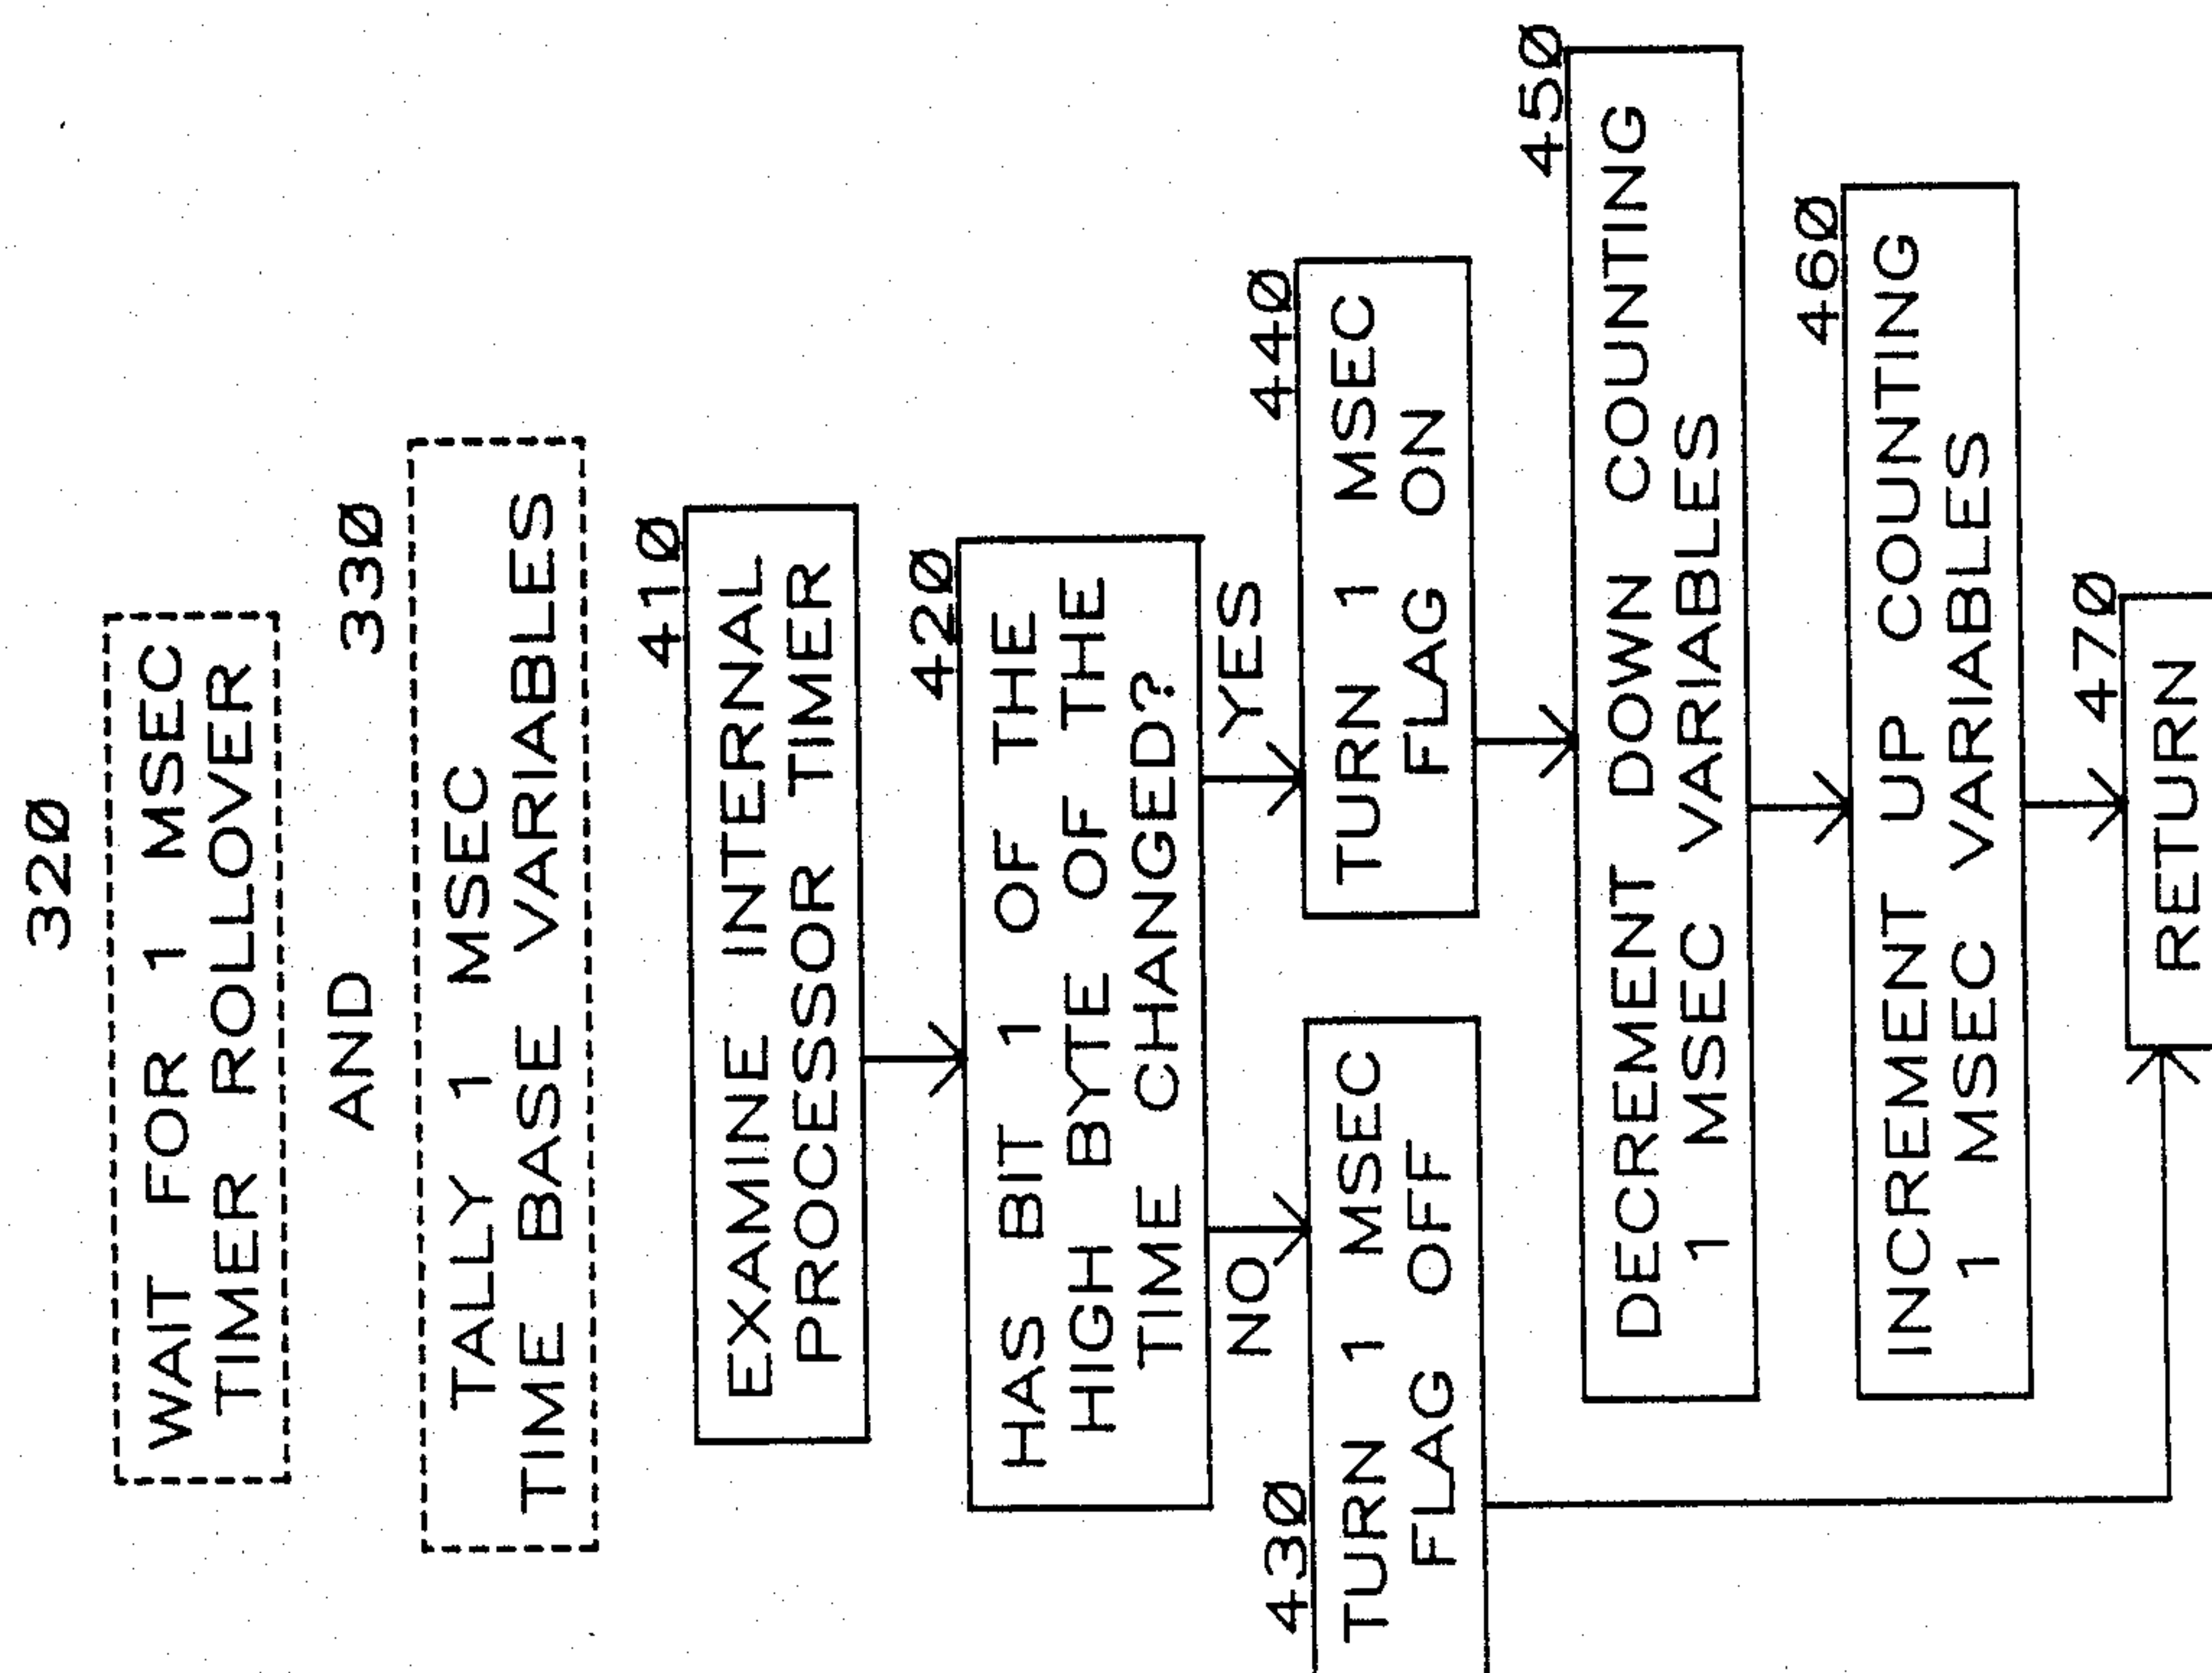 320
WAIT FOR 1 MSEC
TIMER ROLLOVER
AND
330
TALLY 1 MSEC
TIME BASE VARIABLES
410
EXAMINE INTERNAL
PROCESSOR TIMER
420
HAS BIT 1 OF THE
HIGH BYTE OF THE
TIME CHANGED?
NO
YES
430
TURN 1 MSEC
FLAG OFF
440
TURN 1 MSEC
FLAG ON
450
DECREMENT DOWN COUNTING
1 MSEC VARIABLES
460
INCREMENT UP COUNTING
1 MSEC VARIABLES
470
RETURN